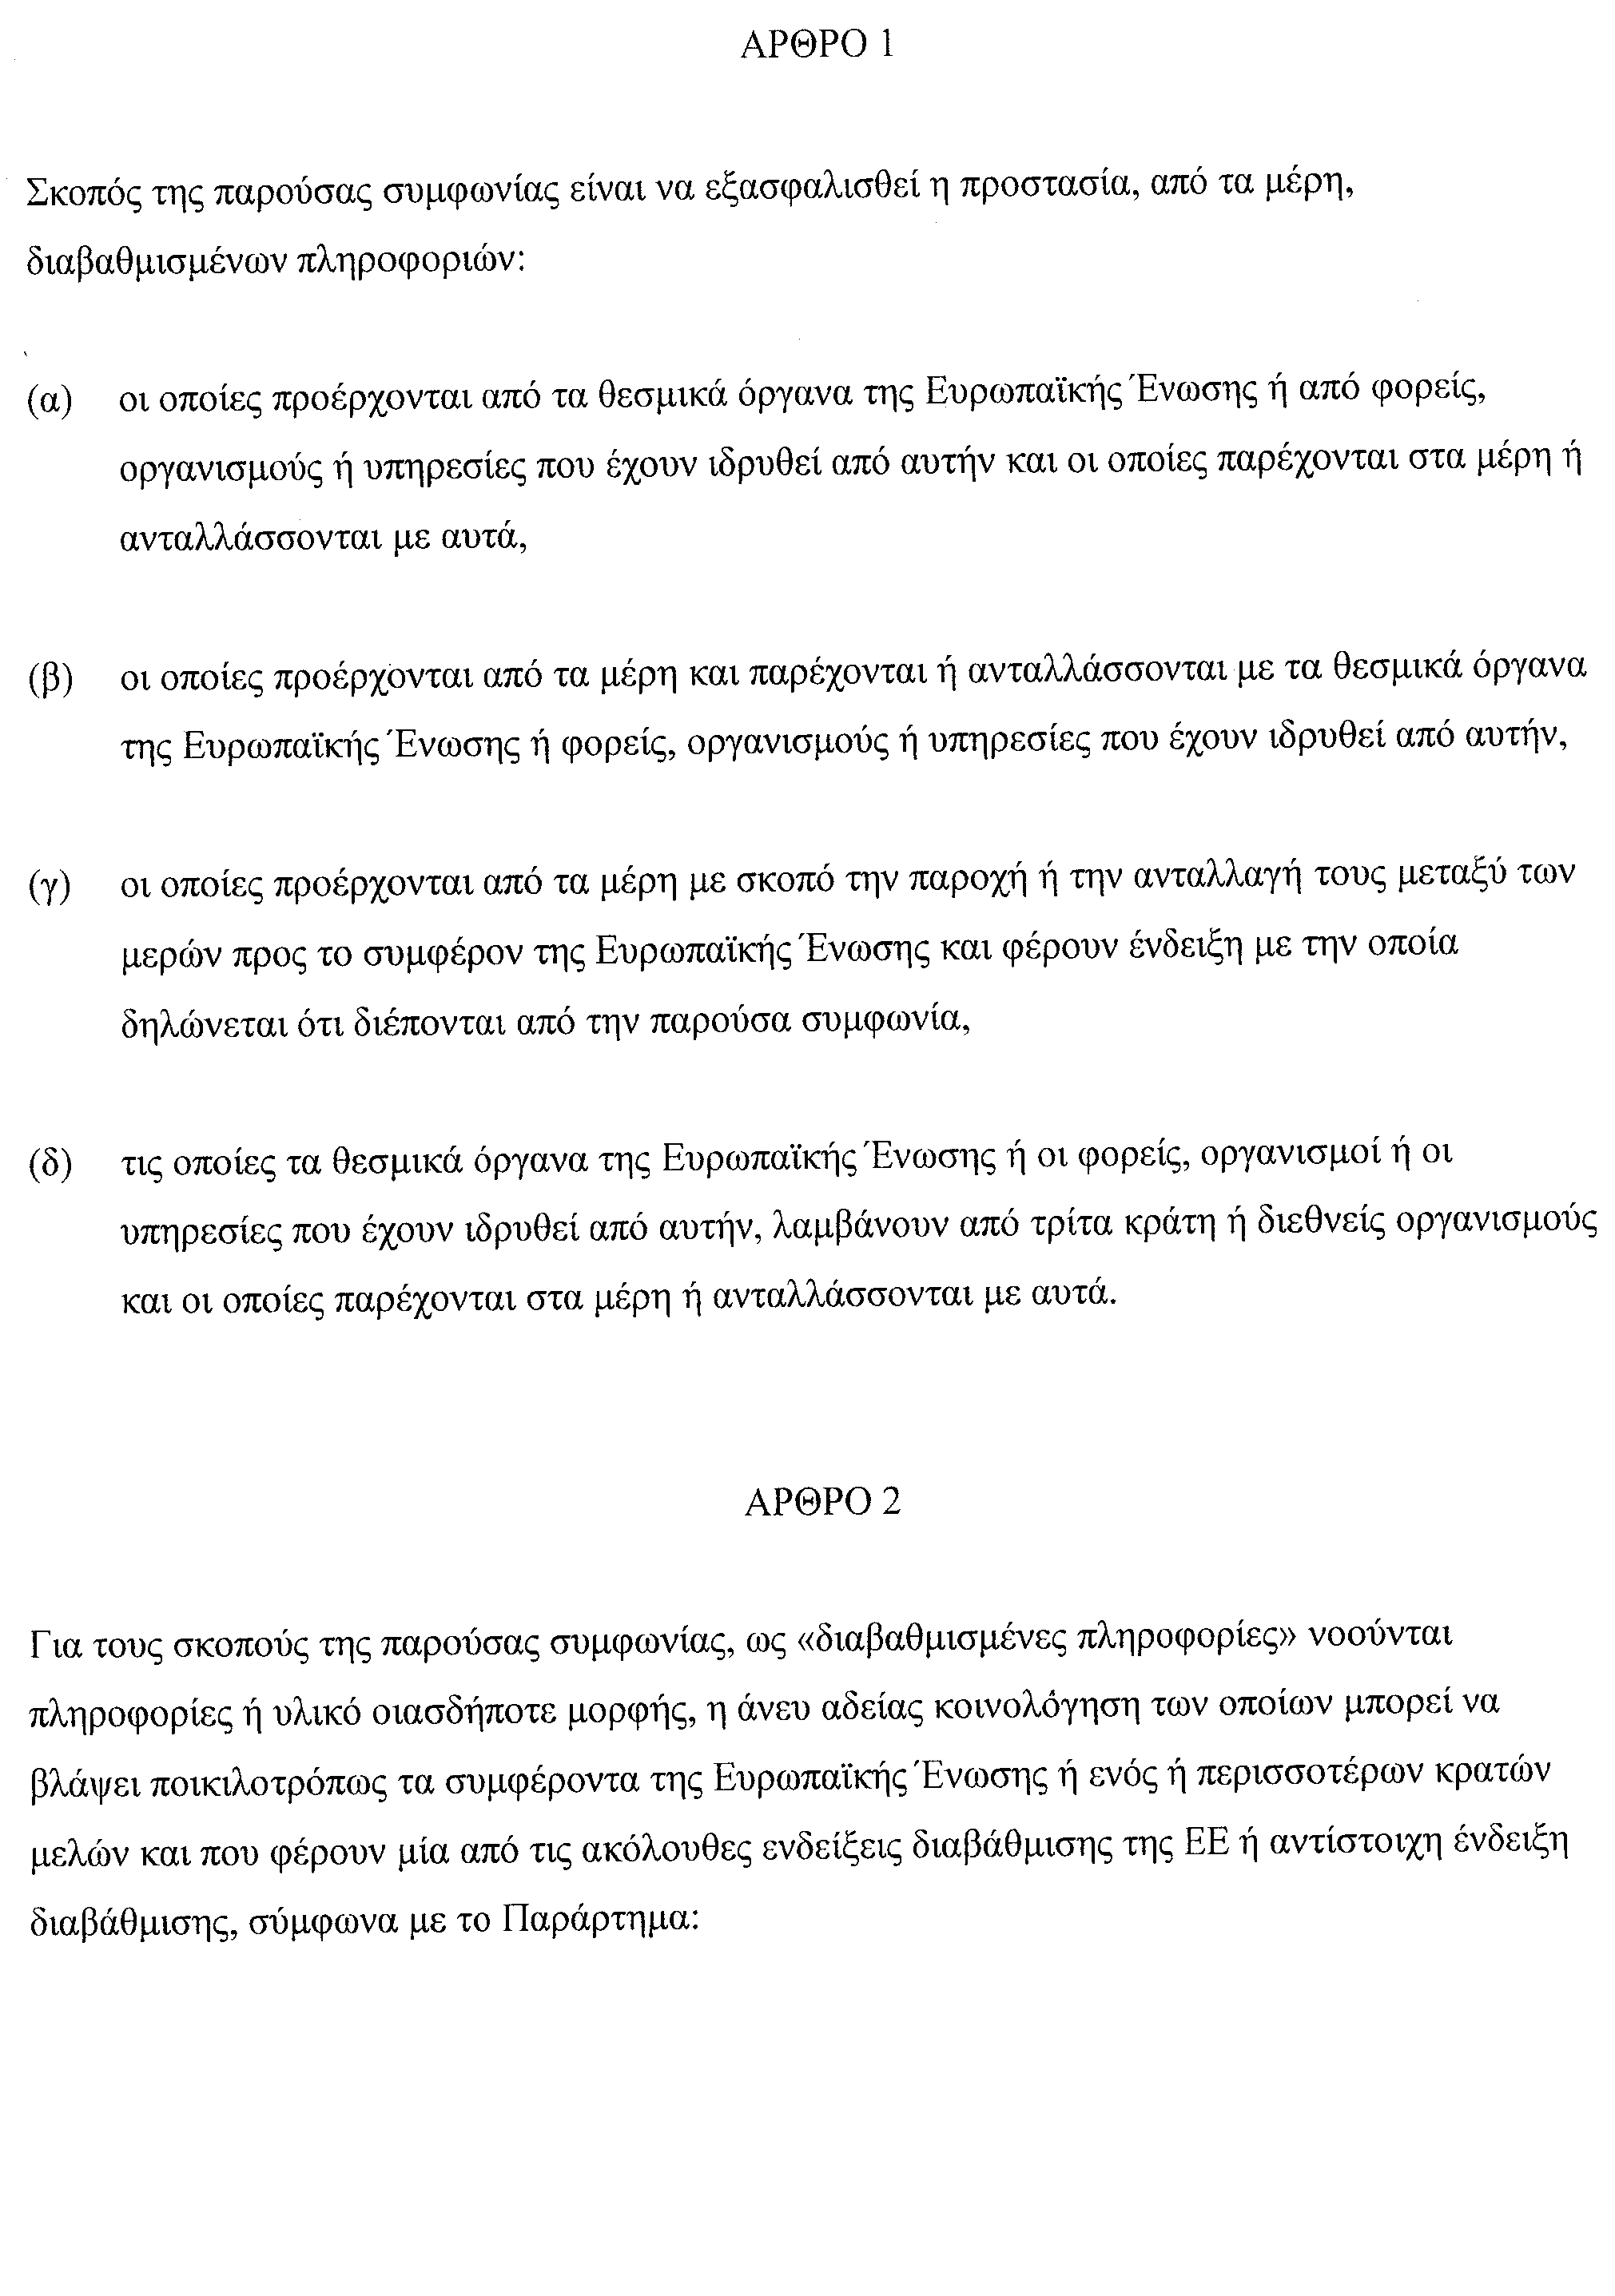 ΑΡΘΡΟ 1
Σκοπός της παρούσας συμφωνίας είναι να εξασφαλισθεί η προστασία, από τα μέρη,
διαβαθμισμένων πληροφοριών:
(α) οι οποίες προέρχονται από τα θεσμικά όργανα της Ευρωπαϊκής Ένωσης ή από φορείς,
οργανισμούς ή υπηρεσίες που έχουν ιδρυθεί από αυτήν και οι οποίες παρέχονται στα μέρη ή
ανταλλάσσονται με αυτά,
(β) οι οποίες προέρχονται από τα μέρη και παρέχονται ή ανταλλάσσονται με τα θεσμικά όργανα
της Ευρωπαϊκής Ένωσης ή φορείς, οργανισμούς ή υπηρεσίες που έχουν ιδρυθεί από αυτήν,
(γ) οι οποίες προέρχονται από τα μέρη με σκοπό την παροχή ή την ανταλλαγή τους μεταξύ των
μερών προς το συμφέρον της Ευρωπαϊκής Ένωσης και φέρουν ένδειξη με την οποία
δηλώνεται ότι διέπονται από την παρούσα συμφωνία,
(δ) τις οποίες τα θεσμικά όργανα της Ευρωπαϊκής Ένωσης ή οι φορείς, οργανισμοί ή οι
υπηρεσίες που έχουν ιδρυθεί από αυτήν, λαμβάνουν από τρίτα κράτη ή διεθνείς οργανισμούς
και οι οποίες παρέχονται στα μέρη ή ανταλλάσσονται με αυτά.
ΑΡΘΡΟ 2
Για τους σκοπούς της παρούσας συμφωνίας, ως «διαβαθμισμένες πληροφορίες» νοούνται
πληροφορίες ή υλικό οιασδήποτε μορφής, η άνευ αδείας κοινολόγηση των οποίων μπορεί να
βλάψει ποικιλοτρόπως τα συμφέροντα της Ευρωπαϊκής Ένωσης ή ενός ή περισσοτέρων κρατών
μελών και που φέρουν μία από τις ακόλουθες ενδείξεις διαβάθμισης της ΕΕ ή αντίστοιχη ένδειξη
διαβάθμισης, σύμφωνα με το Παράρτημα: